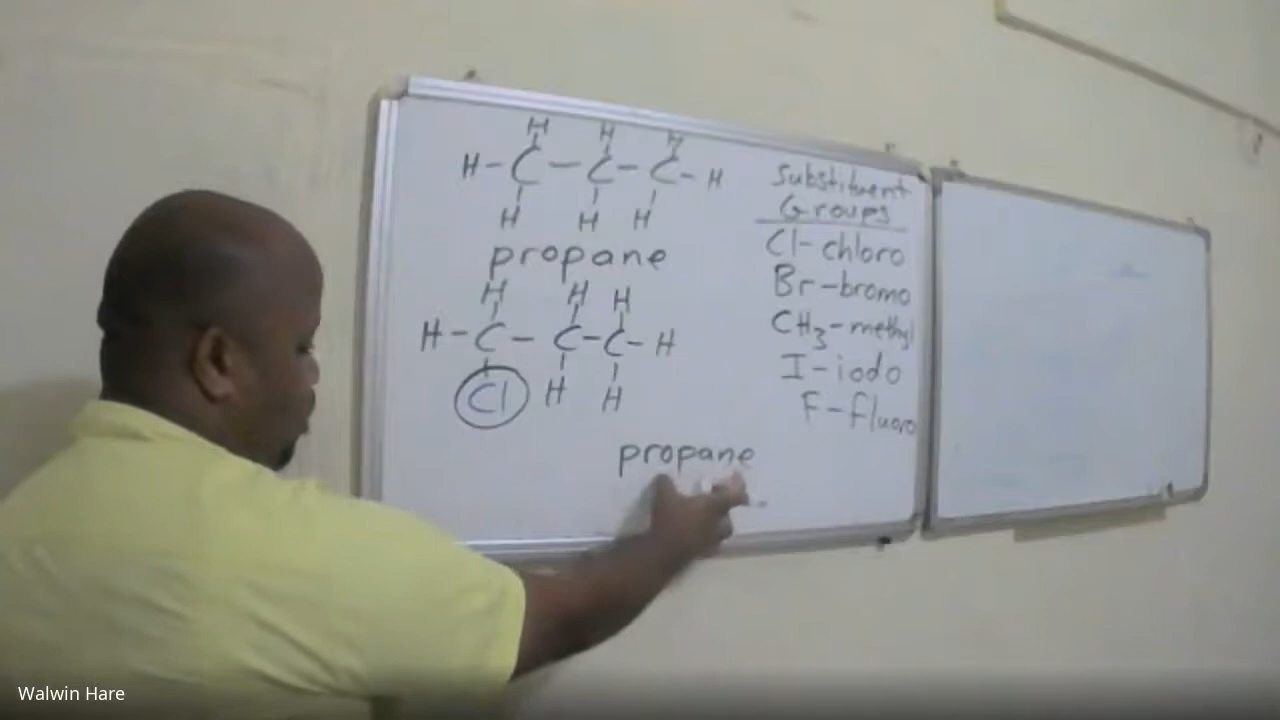 H H H
H-C-C-C-H
H H H
propane
H H H
H-C-C-C-H
Cl H H
propane
Substituent
Groups
Cl-chloro
Br-bromo
CH₃-methyl
I-iodo
F-fluoro
Walwin Hare